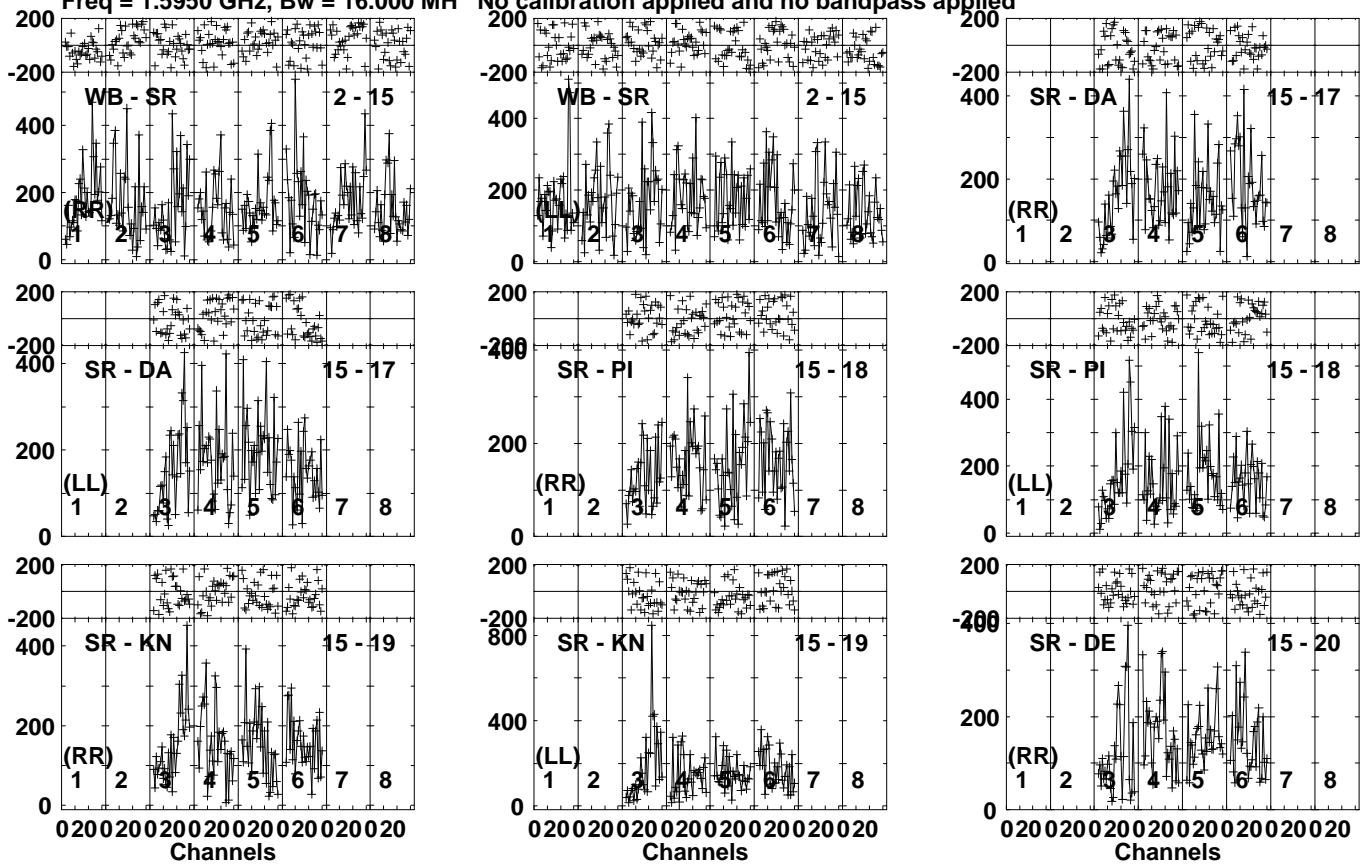 Freq = 1.5950 GHz, Bw = 16.000 MH No calibration applied and no bandpass applied
200 200 200
-200 -200 -200
WB - SR 2 - 15 WB - SR 2 - 15 SR - DA 15 - 17
400 400 400
200 200 200
(RR) (LL) (RR)
1 2 3 4 5 6 7 8 1 2 3 4 5 6 7 8 1 2 3 4 5 6 7 8
0 0 0
200 200 200
-200 -200 -200
400 400 400
SR - DA 15 - 17 SR - PI 15 - 18 SR - PI 15 - 18
200 200 200
(LL) (RR) (LL)
1 2 3 4 5 6 7 8 1 2 3 4 5 6 7 8 1 2 3 4 5 6 7 8
0 0 0
200 200 200
-200 -200 -200
SR - KN 15 - 19 SR - KN 15 - 19 SR - DE 15 - 20
400 800 400
200 400 200
(RR) (LL) (RR)
1 2 3 4 5 6 7 8 1 2 3 4 5 6 7 8 1 2 3 4 5 6 7 8
0 0 0
0 20 0 20 0 20 0 20 0 20 0 20 0 20 0 20 0 20 0 20 0 20 0 20 0 20 0 20 0 20 0 20 0 20 0 20 0 20 0 20 0 20 0 20 0 20 0 20
Channels Channels Channels